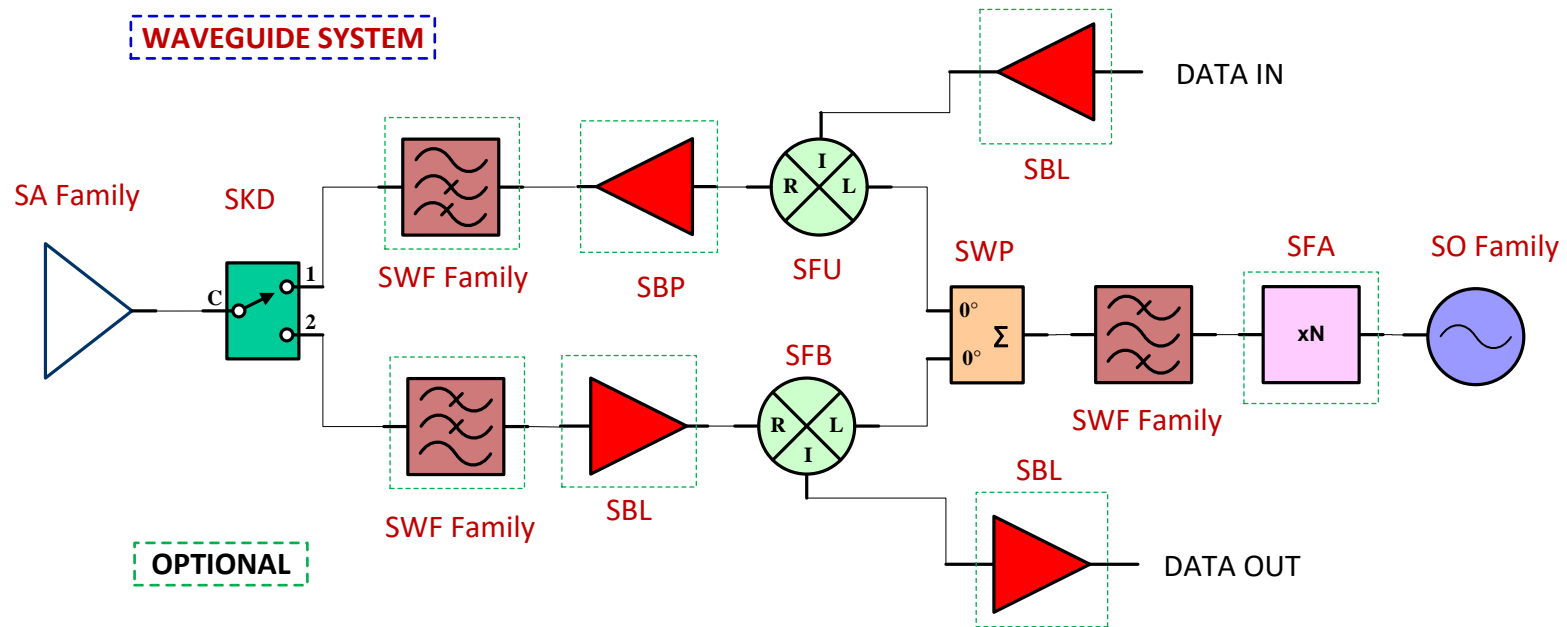 WAVEGUIDE SYSTEM
DATA IN
SBL
SA Family
SKD
C
1
2
SWF Family
SBP
I
R
L
SFU
SWP
0°
0°
Σ
SFA
xN
SO Family
SWF Family
SFB
R
L
I
SWF Family
SBL
SBL
OPTIONAL
DATA OUT